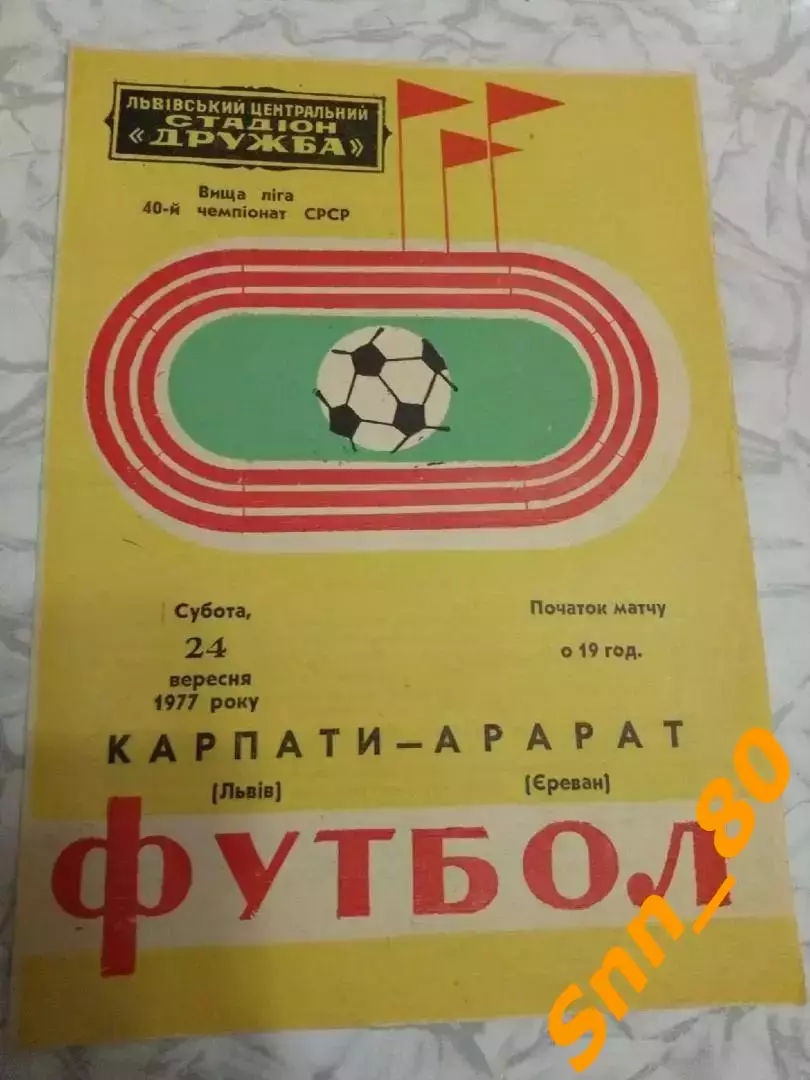 ЛЬВІВСЬКИЙ ЦЕНТРАЛЬНИЙ
СТАДІОН
«ДРУЖБА»
Вища ліга
40-й чемпіонат СРСР
Субота,
24
вересня
1977 року
Початок матчу
о 19 год.
КАРПАТИ — АРАРАТ
(Львів) (Єреван)
ФУТБОЛ
Snn_80